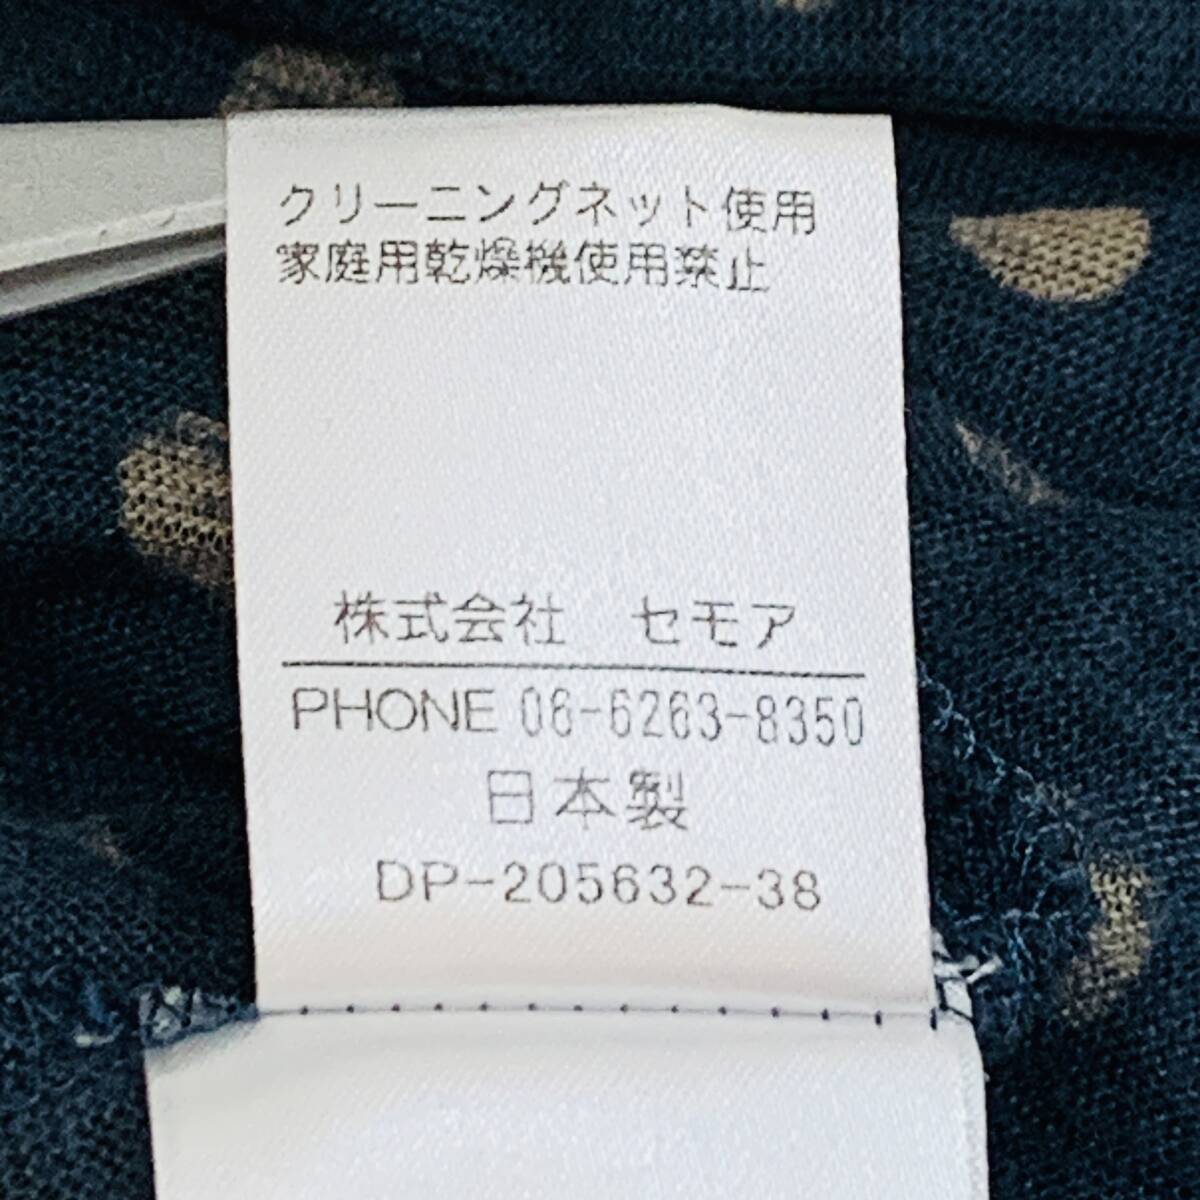 クリーニングネット使用
家庭用乾燥機使用禁止
株式会社　セモア
PHONE 06-6263-8350
日本製
DP-205632-38